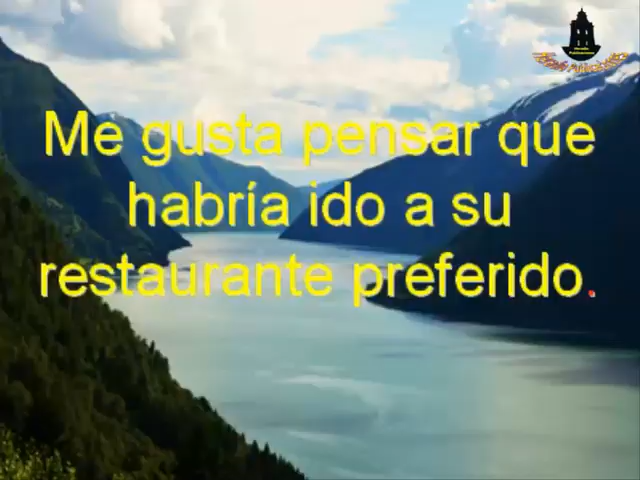 Me gusta pensar que
habría ido a su
restaurante preferido.